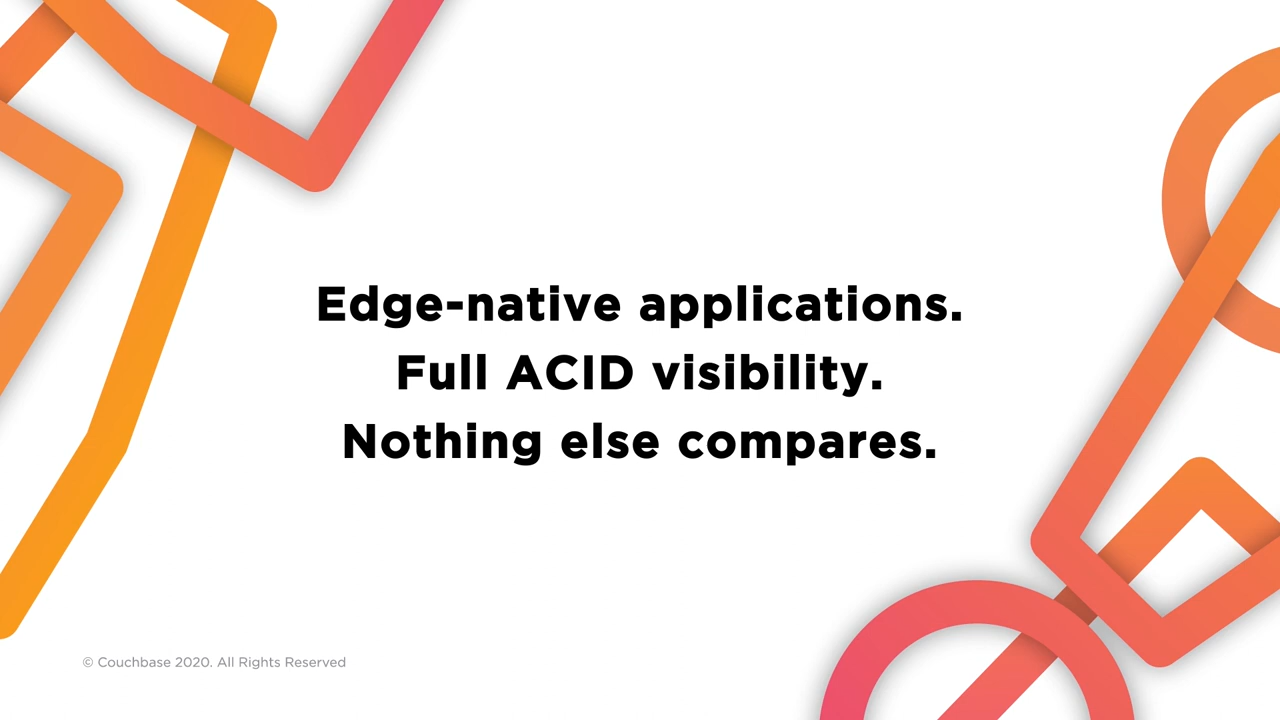 Edge-native applications.
Full ACID visibility.
Nothing else compares.
© Couchbase 2020. All Rights Reserved